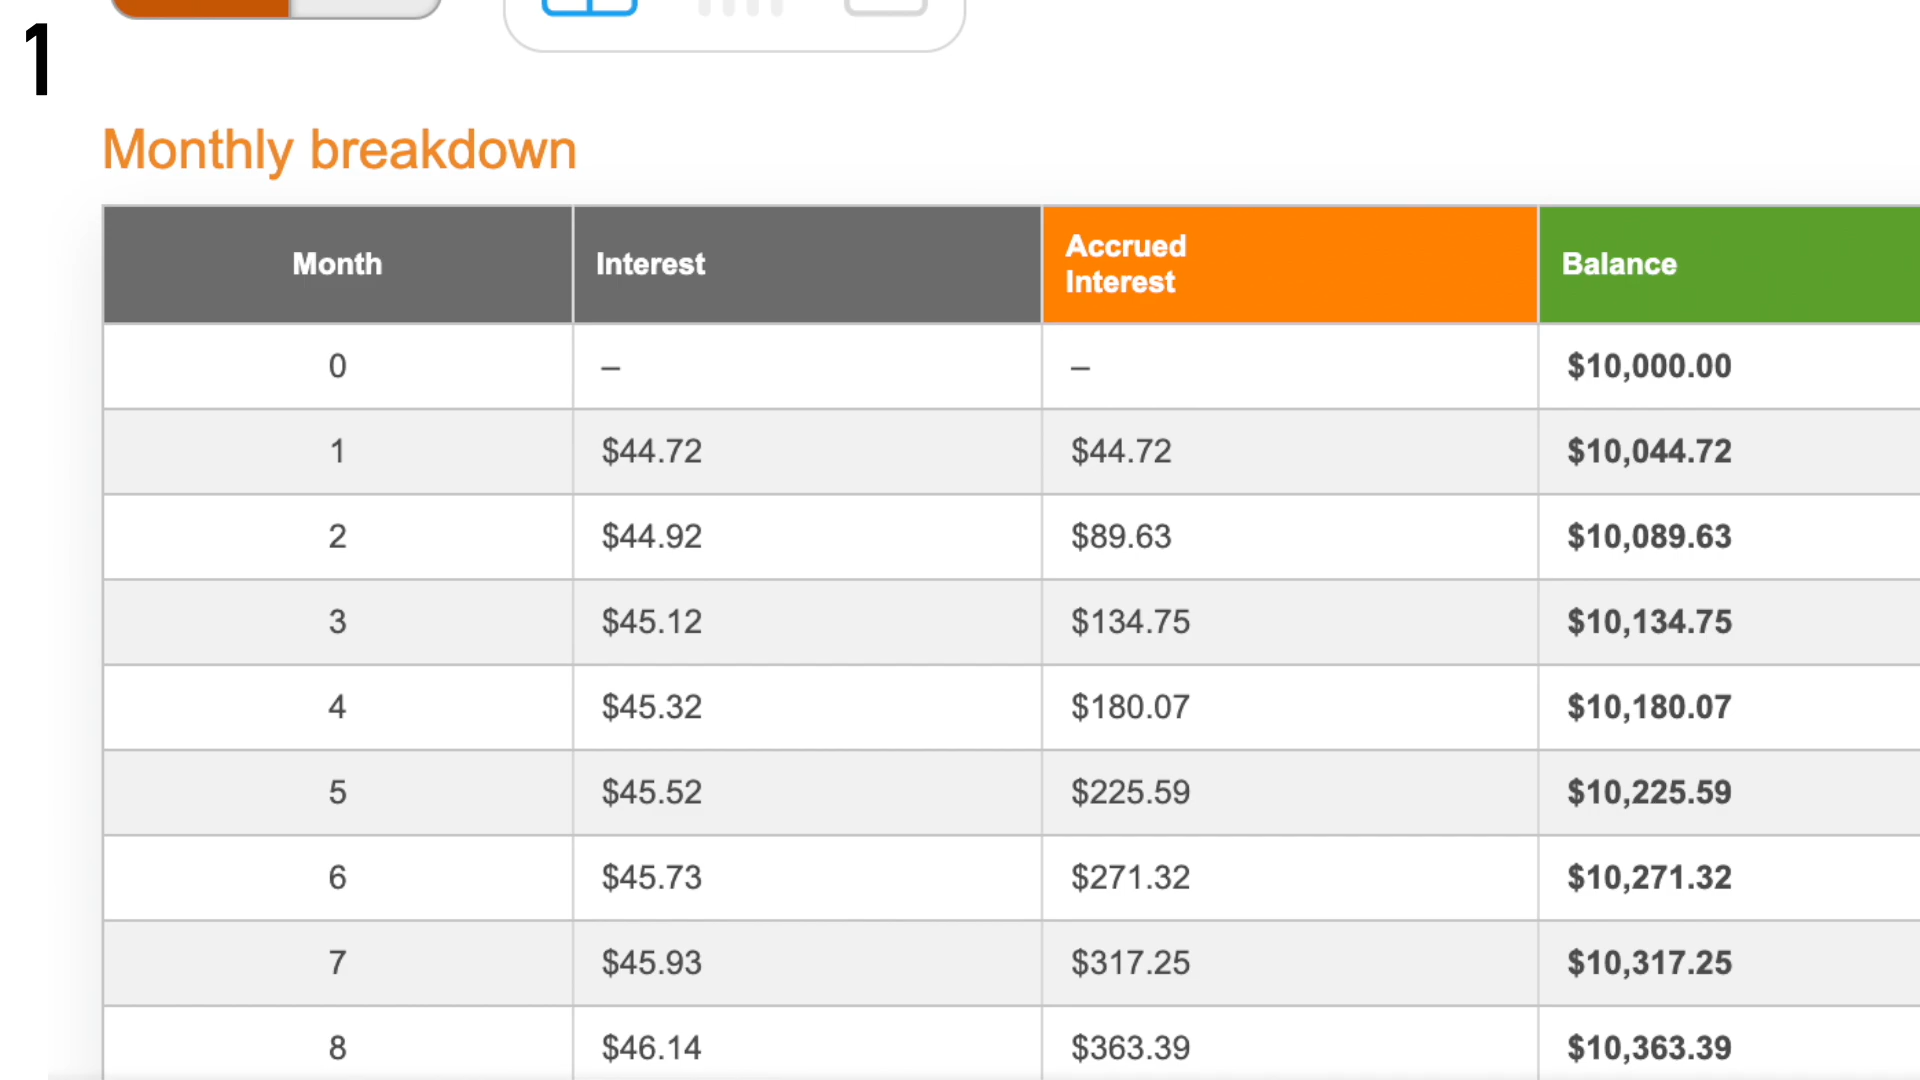 1
Monthly breakdown
Month Interest Accrued Interest Balance
0 – – $10,000.00
1 $44.72 $44.72 $10,044.72
2 $44.92 $89.63 $10,089.63
3 $45.12 $134.75 $10,134.75
4 $45.32 $180.07 $10,180.07
5 $45.52 $225.59 $10,225.59
6 $45.73 $271.32 $10,271.32
7 $45.93 $317.25 $10,317.25
8 $46.14 $363.39 $10,363.39